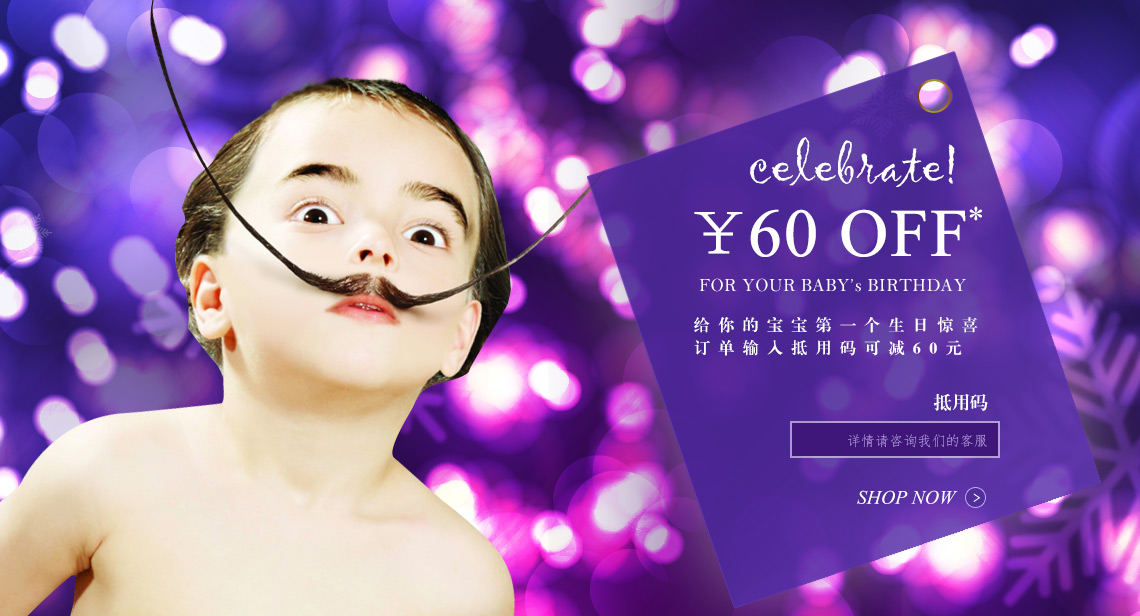 celebrate!
￥60 OFF*
FOR YOUR BABY's BIRTHDAY
给你的宝宝第一个生日惊喜
订单输入抵用码可减60元
抵用码
详情请咨询我们的客服
SHOP NOW